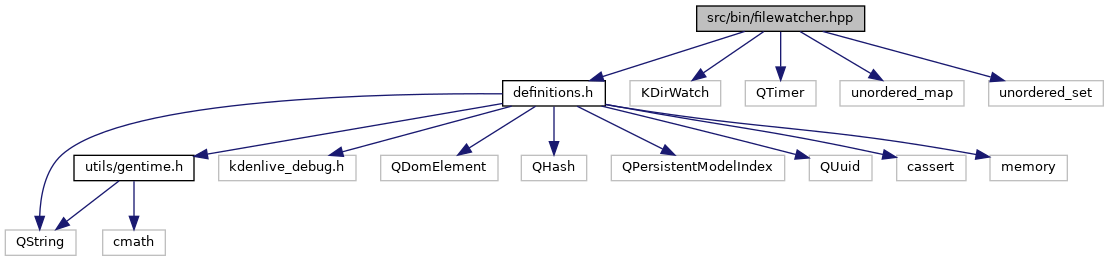 src/bin/filewatcher.hpp
definitions.h
KDirWatch
QTimer
unordered_map
unordered_set
utils/gentime.h
kdenlive_debug.h
QDomElement
QHash
QPersistentModelIndex
QUuid
cassert
memory
QString
cmath